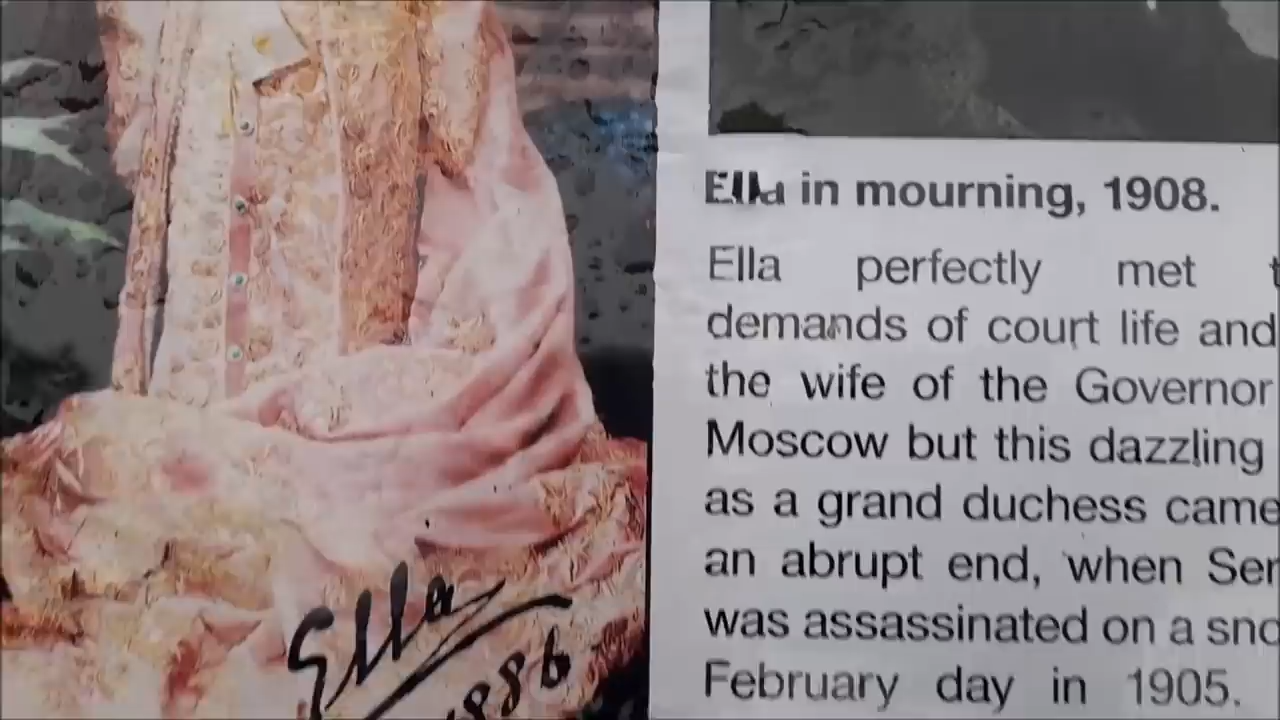 Ella
1886
Ella in mourning, 1908.
Ella perfectly met t
demands of court life and
the wife of the Governor
Moscow but this dazzling
as a grand duchess came
an abrupt end, when Ser
was assassinated on a sno
February day in 1905.